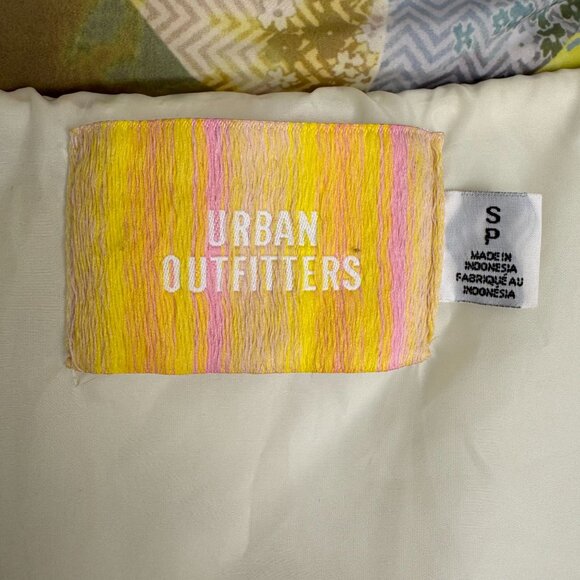 URBAN
OUTFITTERS
S
P
MADE IN
INDONESIA
FABRIQUÉ AU
INDONÉSIA